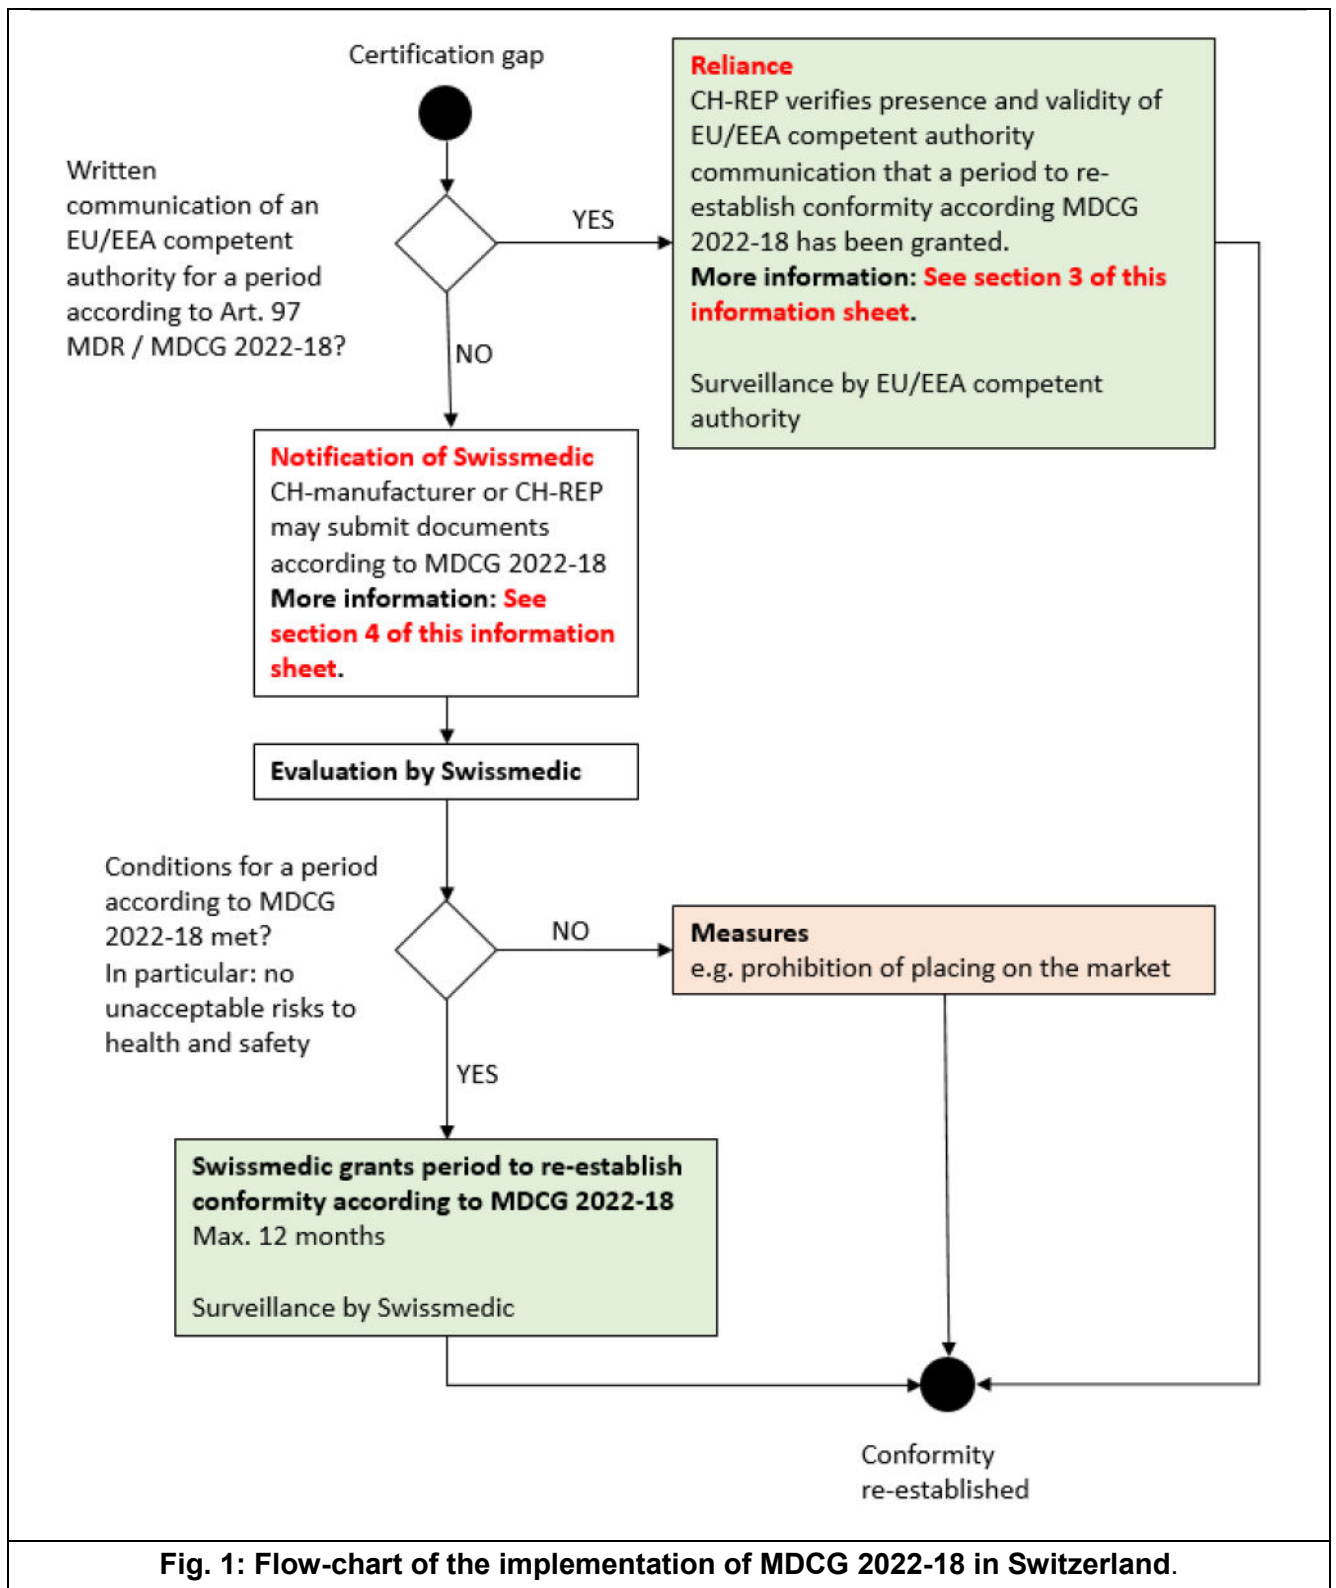 Certification gap
Written
communication of an
EU/EEA competent
authority for a period
according to Art. 97
MDR / MDCG 2022-18?
YES
Reliance
CH-REP verifies presence and validity of
EU/EEA competent authority
communication that a period to re-
establish conformity according MDCG
2022-18 has been granted.
More information: See section 3 of this
information sheet.
Surveillance by EU/EEA competent
authority
NO
Notification of Swissmedic
CH-manufacturer or CH-REP
may submit documents
according to MDCG 2022-18
More information: See
section 4 of this information
sheet.
Evaluation by Swissmedic
Conditions for a period
according to MDCG
2022-18 met?
In particular: no
unacceptable risks to
health and safety
NO
Measures
e.g. prohibition of placing on the market
YES
Swissmedic grants period to re-establish
conformity according to MDCG 2022-18
Max. 12 months
Surveillance by Swissmedic
Conformity
re-established
Fig. 1: Flow-chart of the implementation of MDCG 2022-18 in Switzerland.